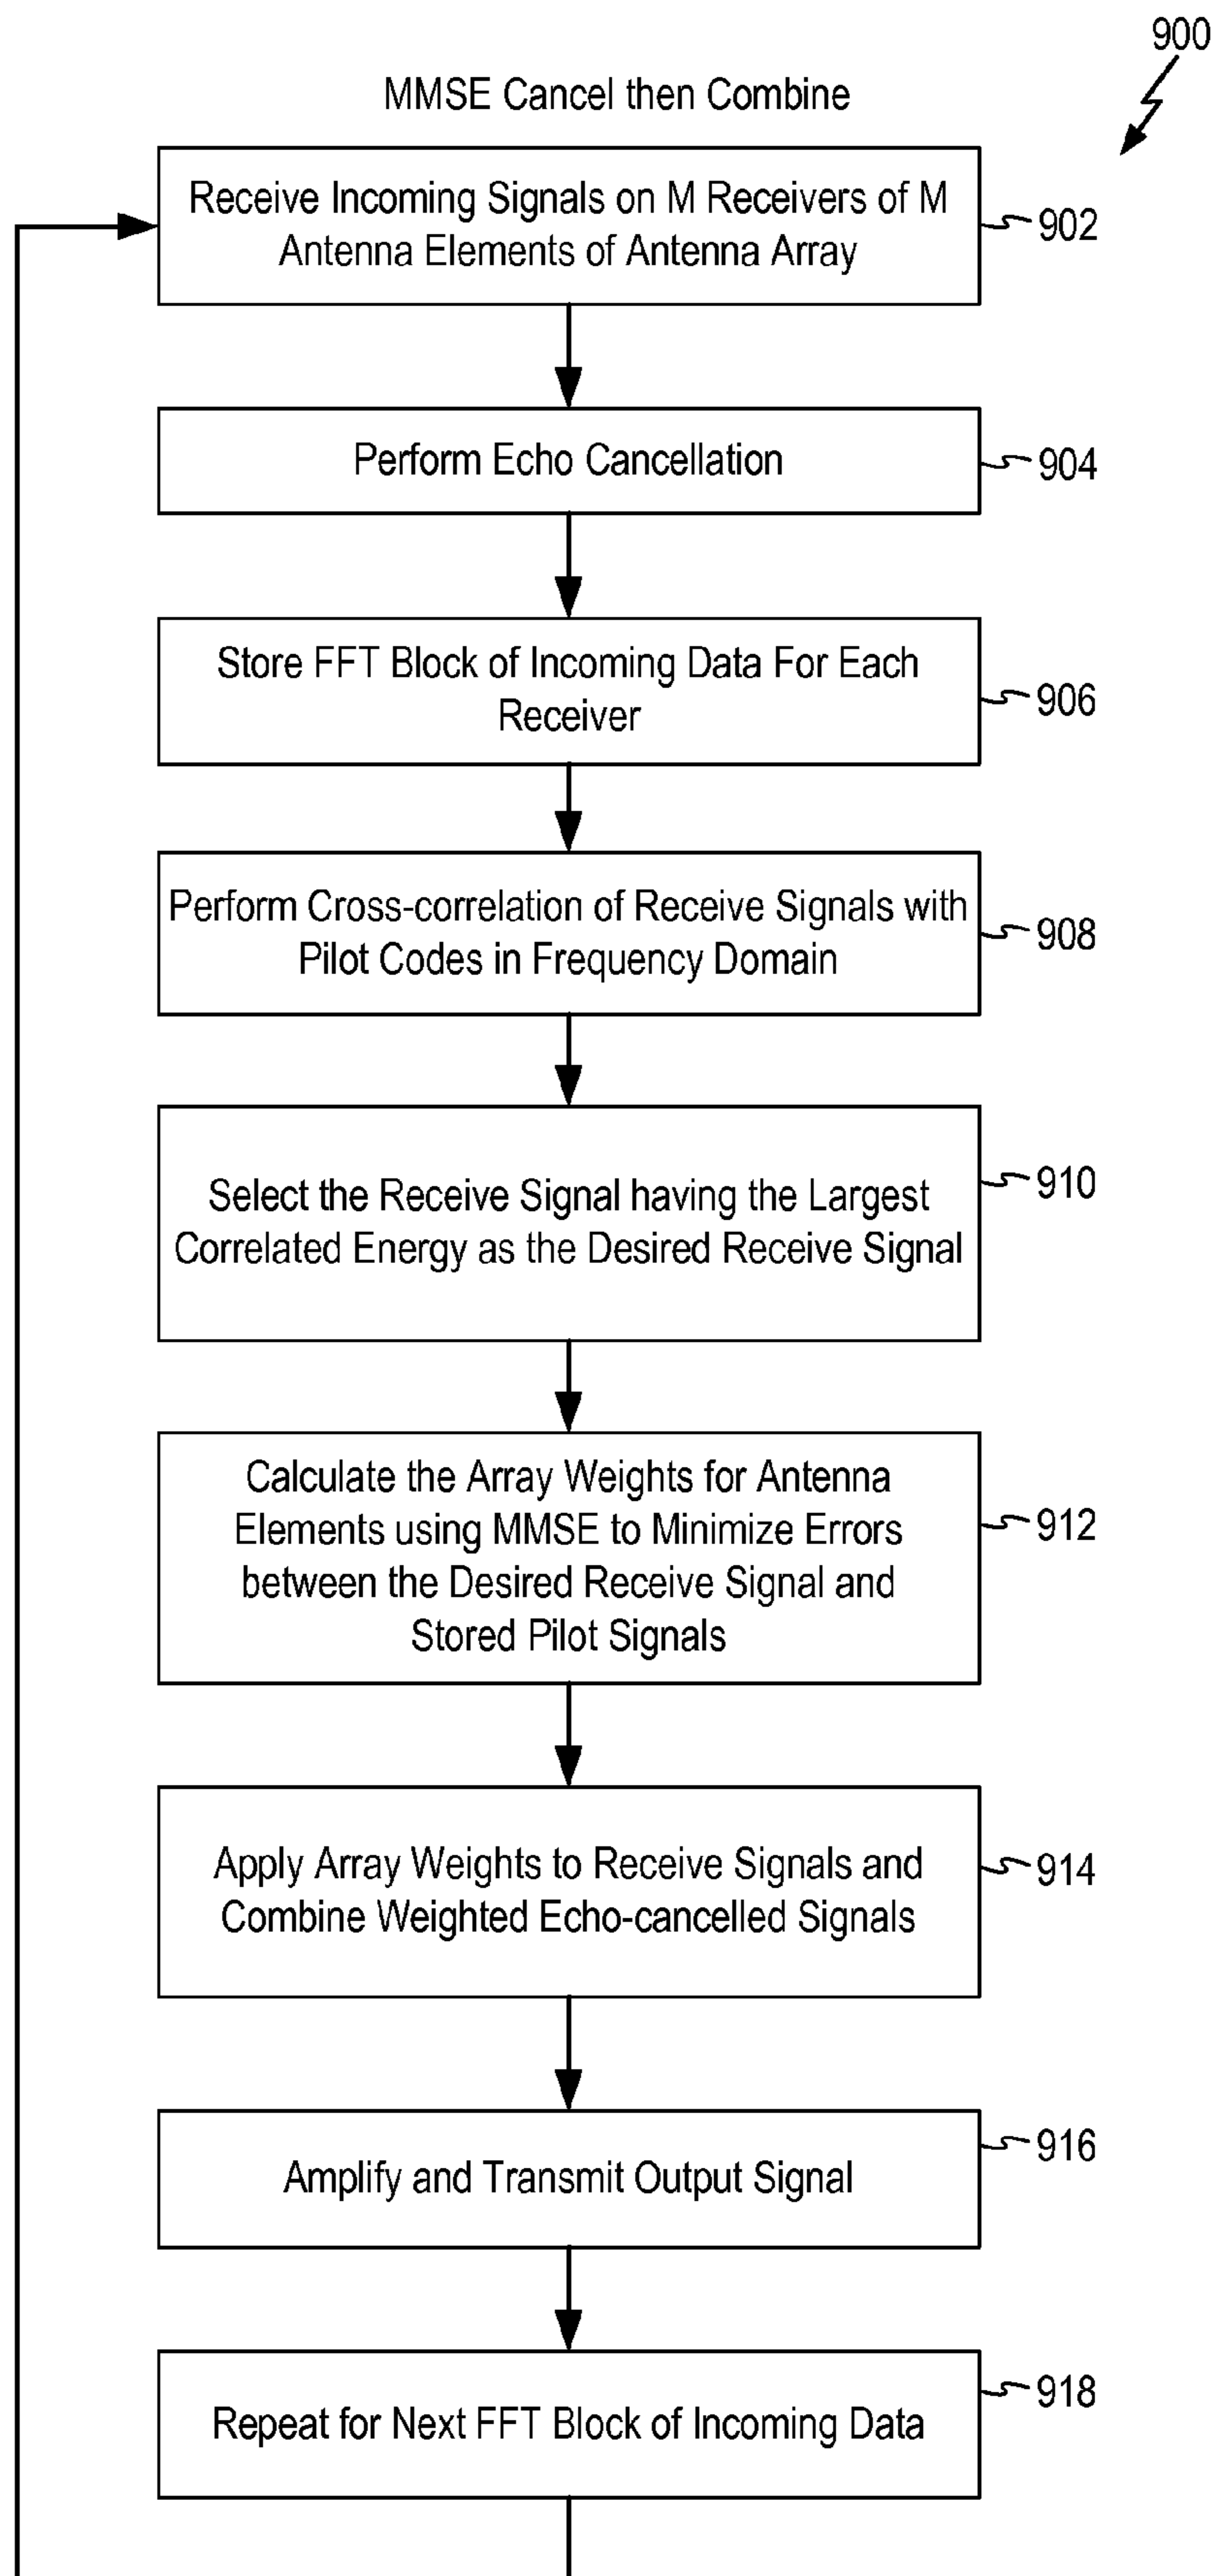 900
MMSE Cancel then Combine
Receive Incoming Signals on M Receivers of M
Antenna Elements of Antenna Array
902
Perform Echo Cancellation
904
Store FFT Block of Incoming Data For Each
Receiver
906
Perform Cross-correlation of Receive Signals with
Pilot Codes in Frequency Domain
908
Select the Receive Signal having the Largest
Correlated Energy as the Desired Receive Signal
910
Calculate the Array Weights for Antenna
Elements using MMSE to Minimize Errors
between the Desired Receive Signal and
Stored Pilot Signals
912
Apply Array Weights to Receive Signals and
Combine Weighted Echo-cancelled Signals
914
Amplify and Transmit Output Signal
916
Repeat for Next FFT Block of Incoming Data
918